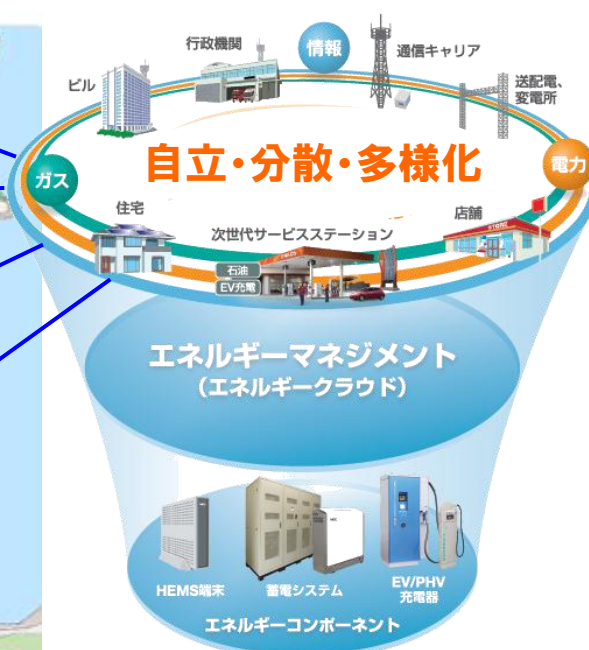 行政機関
情報
通信キャリア
ビル
送配電、
変電所
自立・分散・多様化
ガス
電力
住宅
店舗
次世代サービスステーション
石油
EV充電
エネルギーマネジメント
（エネルギークラウド）
HEMS端末
蓄電システム
EV/PHV
充電器
エネルギーコンポーネント